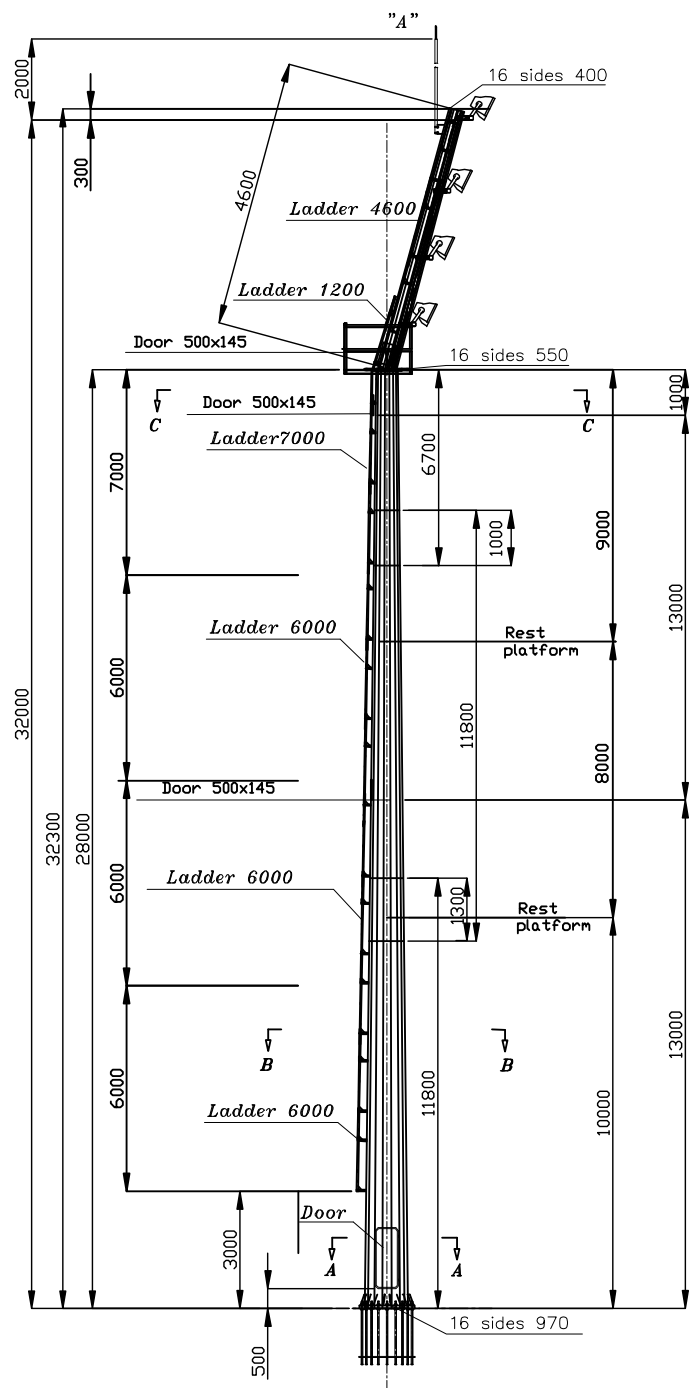 "A"
16 sides 400
2000
300
4600
Ladder 4600
Ladder 1200
Door 500x145
16 sides 550
1000
C
Door 500x145
C
Ladder7000
6700
7000
1000
9000
13000
Ladder 6000
Rest
platform
6000
32000
11800
8000
Door 500x145
32300
28000
Ladder 6000
1300
Rest
platform
6000
B
B
13000
11800
10000
6000
Ladder 6000
Door
3000
A
A
16 sides 970
500